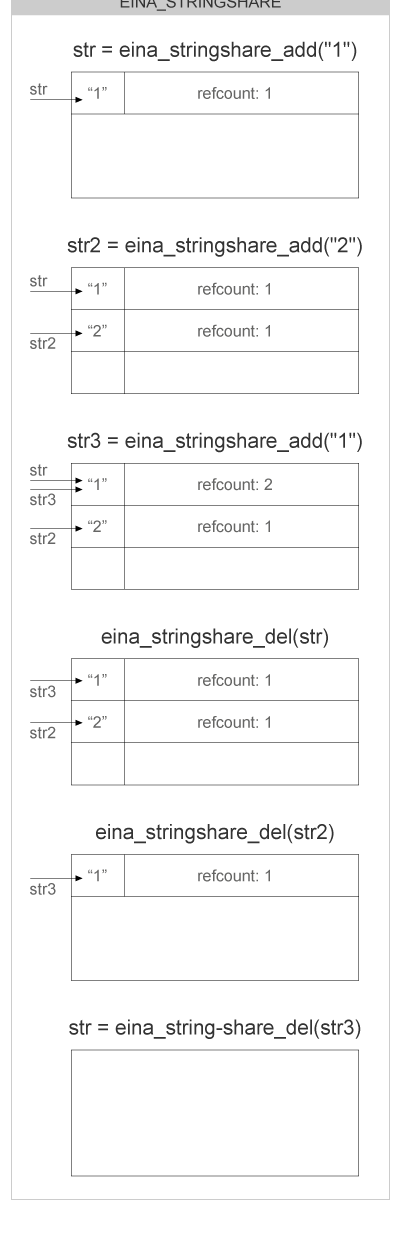 EINA_STRINGSHARE
str = eina_stringshare_add("1")
str “1” refcount: 1
str2 = eina_stringshare_add("2")
str “1” refcount: 1
str2 “2” refcount: 1
str3 = eina_stringshare_add("1")
str
str3 “1” refcount: 2
str2 “2” refcount: 1
eina_stringshare_del(str)
str3 “1” refcount: 1
str2 “2” refcount: 1
eina_stringshare_del(str2)
str3 “1” refcount: 1
str = eina_string-share_del(str3)